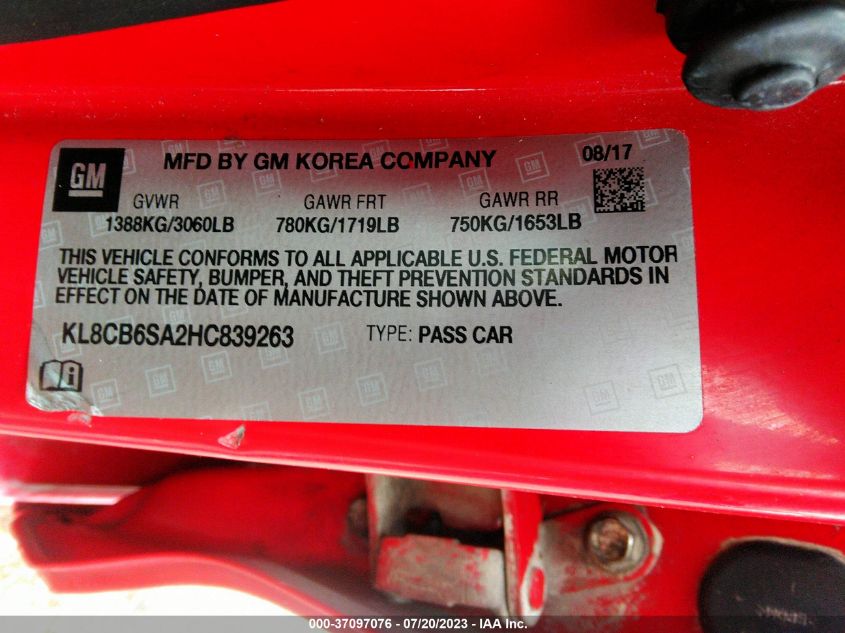 GM
MFD BY GM KOREA COMPANY
08/17
GVWR GAWR FRT GAWR RR
1388KG/3060LB 780KG/1719LB 750KG/1653LB
THIS VEHICLE CONFORMS TO ALL APPLICABLE U.S. FEDERAL MOTOR
VEHICLE SAFETY, BUMPER, AND THEFT PREVENTION STANDARDS IN
EFFECT ON THE DATE OF MANUFACTURE SHOWN ABOVE.
KL8CB6SA2HC839263 TYPE: PASS CAR
000-37097076 - 07/20/2023 - IAA Inc.